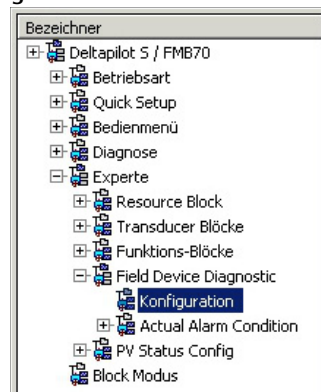 Bezeichner
Deltapilot S / FMB70
Betriebsart
Quick Setup
Bedienmenü
Diagnose
Experte
Resource Block
Transducer Blöcke
Funktions-Blöcke
Field Device Diagnostic
Konfiguration
Actual Alarm Condition
PV Status Config
Block Modus